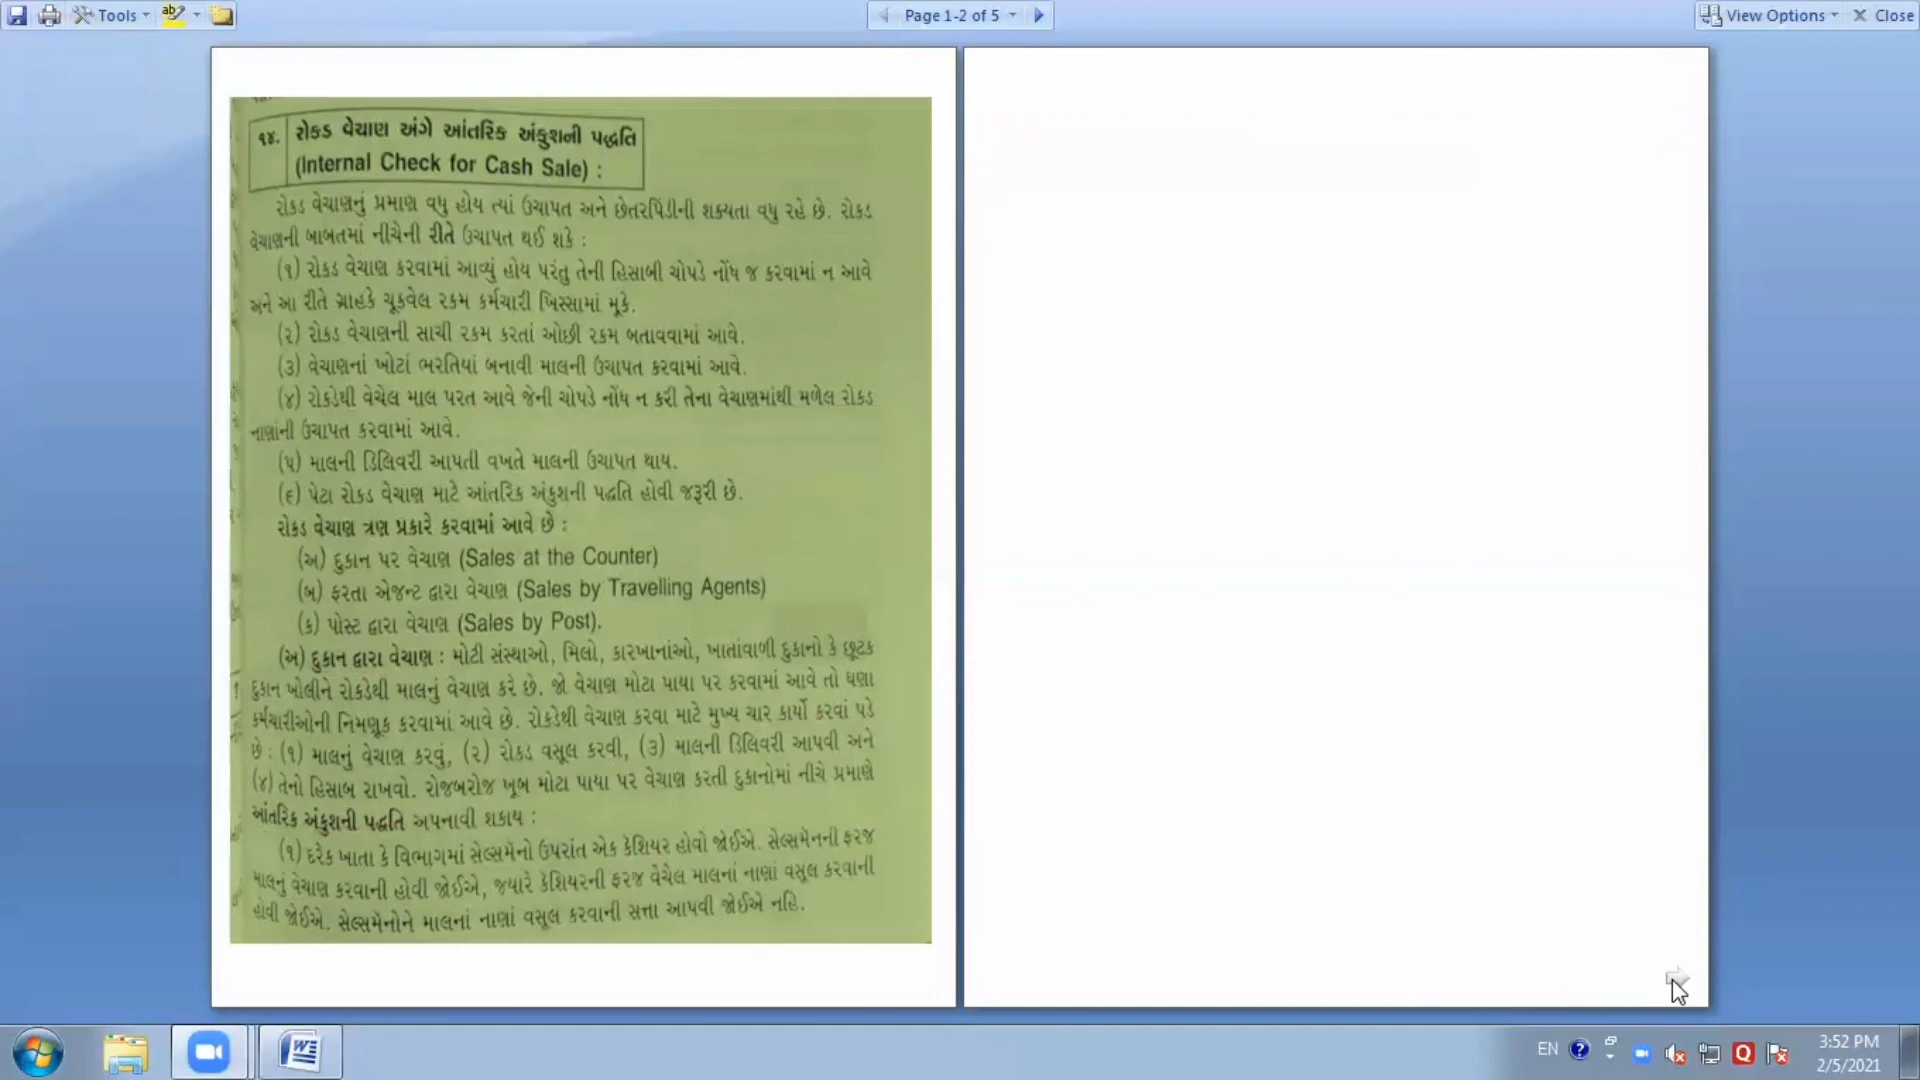 Tools
Page 1-2 of 5
View Options
Close
૧૪. રોકડ વેચાણ અંગે આંતરિક અંકુશની પદ્ધતિ
(Internal Check for Cash Sale) :
રોકડ વેચાણનું પ્રમાણ વધુ હોય ત્યાં ઉચાપત અને છેતરપિંડીની શક્યતા વધુ રહે છે. રોકડ
વેચાણની બાબતમાં નીચેની રીતે ઉચાપત થઈ શકે :
(૧) રોકડ વેચાણ કરવામાં આવ્યું હોય પરંતુ તેની હિસાબી ચોપડે નોંધ જ કરવામાં ન આવે
અને આ રીતે ગ્રાહકે ચૂકવેલ રકમ કર્મચારી ખિસ્સામાં મૂકે.
(૨) રોકડ વેચાણની સાચી રકમ કરતાં ઓછી રકમ બતાવવામાં આવે.
(૩) વેચાણનાં ખોટાં ભરતિયાં બનાવી માલની ઉચાપત કરવામાં આવે.
(૪) રોકડેથી વેચેલ માલ પરત આવે જેની ચોપડે નોંધ ન કરી તેના વેચાણમાંથી મળેલ રોકડ
નાણાંની ઉચાપત કરવામાં આવે.
(૫) માલની ડિલિવરી આપતી વખતે માલની ઉચાપત થાય.
(૬) પેટા રોકડ વેચાણ માટે આંતરિક અંકુશની પદ્ધતિ હોવી જરૂરી છે.
રોકડ વેચાણ ત્રણ પ્રકારે કરવામાં આવે છે :
(અ) દુકાન પર વેચાણ (Sales at the Counter)
(બ) ફરતા એજન્ટ દ્વારા વેચાણ (Sales by Travelling Agents)
(ક) પોસ્ટ દ્વારા વેચાણ (Sales by Post).
(અ) દુકાન દ્વારા વેચાણ : મોટી સંસ્થાઓ, મિલો, કારખાનાંઓ, ખાતાંવાળી દુકાનો કે છૂટક
દુકાન ખોલીને રોકડેથી માલનું વેચાણ કરે છે. જો વેચાણ મોટા પાયા પર કરવામાં આવે તો ઘણા
કર્મચારીઓની નિમણૂક કરવામાં આવે છે. રોકડેથી વેચાણ કરવા માટે મુખ્ય ચાર કાર્યો કરવાં પડે
છે : (૧) માલનું વેચાણ કરવું, (૨) રોકડ વસૂલ કરવી, (૩) માલની ડિલિવરી આપવી અને
(૪) તેનો હિસાબ રાખવો. રોજબરોજ ખૂબ મોટા પાયા પર વેચાણ કરતી દુકાનોમાં નીચે પ્રમાણે
આંતરિક અંકુશની પદ્ધતિ અપનાવી શકાય :
(૧) દરેક ખાતા કે વિભાગમાં સેલ્સમૅનો ઉપરાંત એક કૅશિયર હોવો જોઈએ. સેલ્સમૅનની ફરજ
માલનું વેચાણ કરવાની હોવી જોઈએ, જ્યારે કૅશિયરની ફરજ વેચેલ માલનાં નાણાં વસૂલ કરવાની
હોવી જોઈએ. સેલ્સમૅનોને માલનાં નાણાં વસૂલ કરવાની સત્તા આપવી જોઈએ નહિ.
EN
3:52 PM
2/5/2021